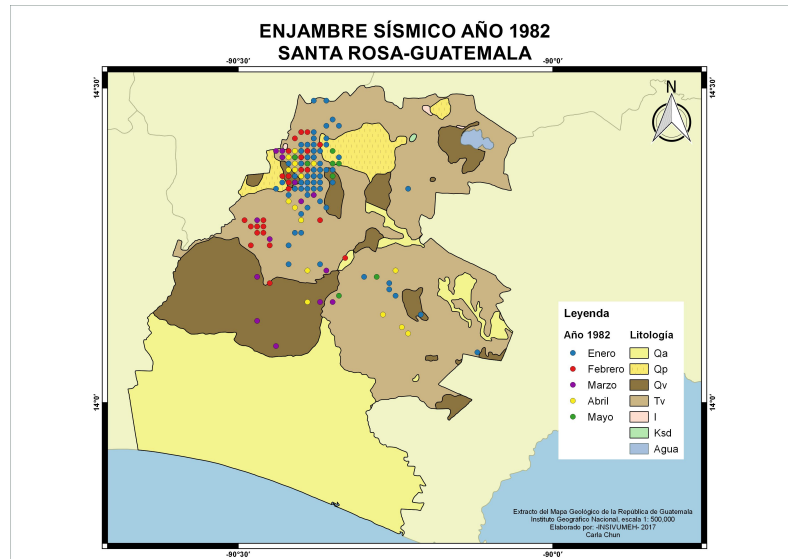 ENJAMBRE SÍSMICO AÑO 1982
SANTA ROSA-GUATEMALA
-90°30'
-90°0'
14°30'
14°30'
N
Leyenda
Año 1982
Litología
Enero
Qa
Febrero
Qp
Marzo
Qv
Abril
Tv
Mayo
I
Ksd
Agua
14°0'
14°0'
Extracto del Mapa Geológico de la República de Guatemala
Instituto Geográfico Nacional, escala 1: 500,000
Elaborado por: -INSIVUMEH- 2017
Carla Chun
-90°30'
-90°0'